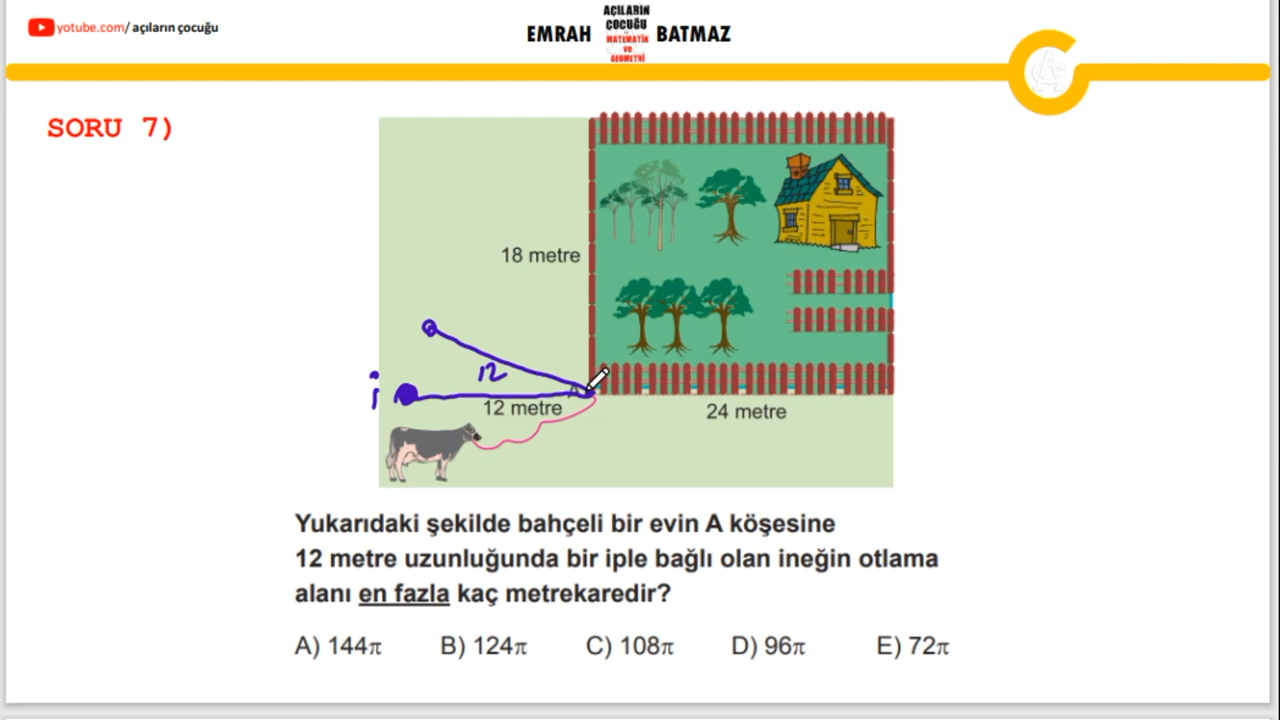 yotube.com/ açıların çocuğu
EMRAH
AÇILARIN
ÇOCUĞU
MATEMATİK
ve
GEOMETRİ
BATMAZ
SORU 7)
18 metre
12
i
A
12 metre
24 metre
Yukarıdaki şekilde bahçeli bir evin A köşesine
12 metre uzunluğunda bir iple bağlı olan ineğin otlama
alanı en fazla kaç metrekaredir?
A) 144π B) 124π C) 108π D) 96π E) 72π